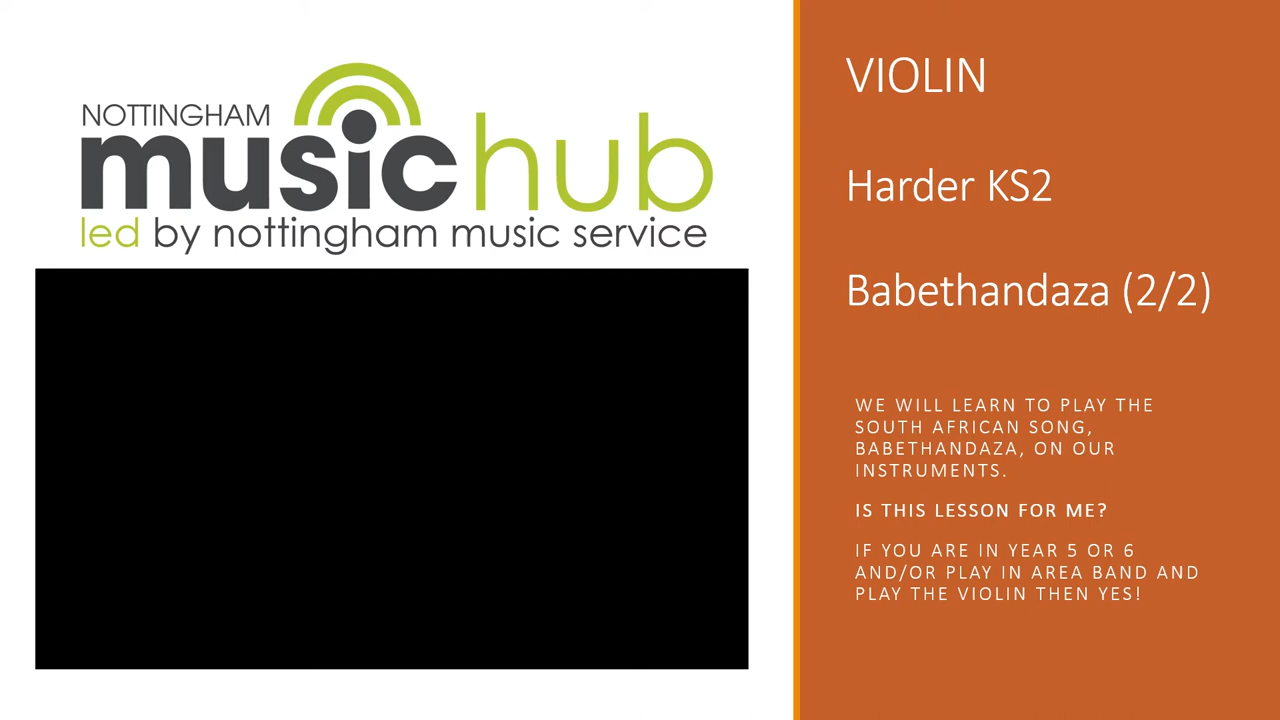 NOTTINGHAM
musichub
led by nottingham music service
VIOLIN
Harder KS2
Babethandaza (2/2)
WE WILL LEARN TO PLAY THE
SOUTH AFRICAN SONG,
BABETHANDAZA, ON OUR
INSTRUMENTS.
IS THIS LESSON FOR ME?
IF YOU ARE IN YEAR 5 OR 6
AND/OR PLAY IN AREA BAND AND
PLAY THE VIOLIN THEN YES!